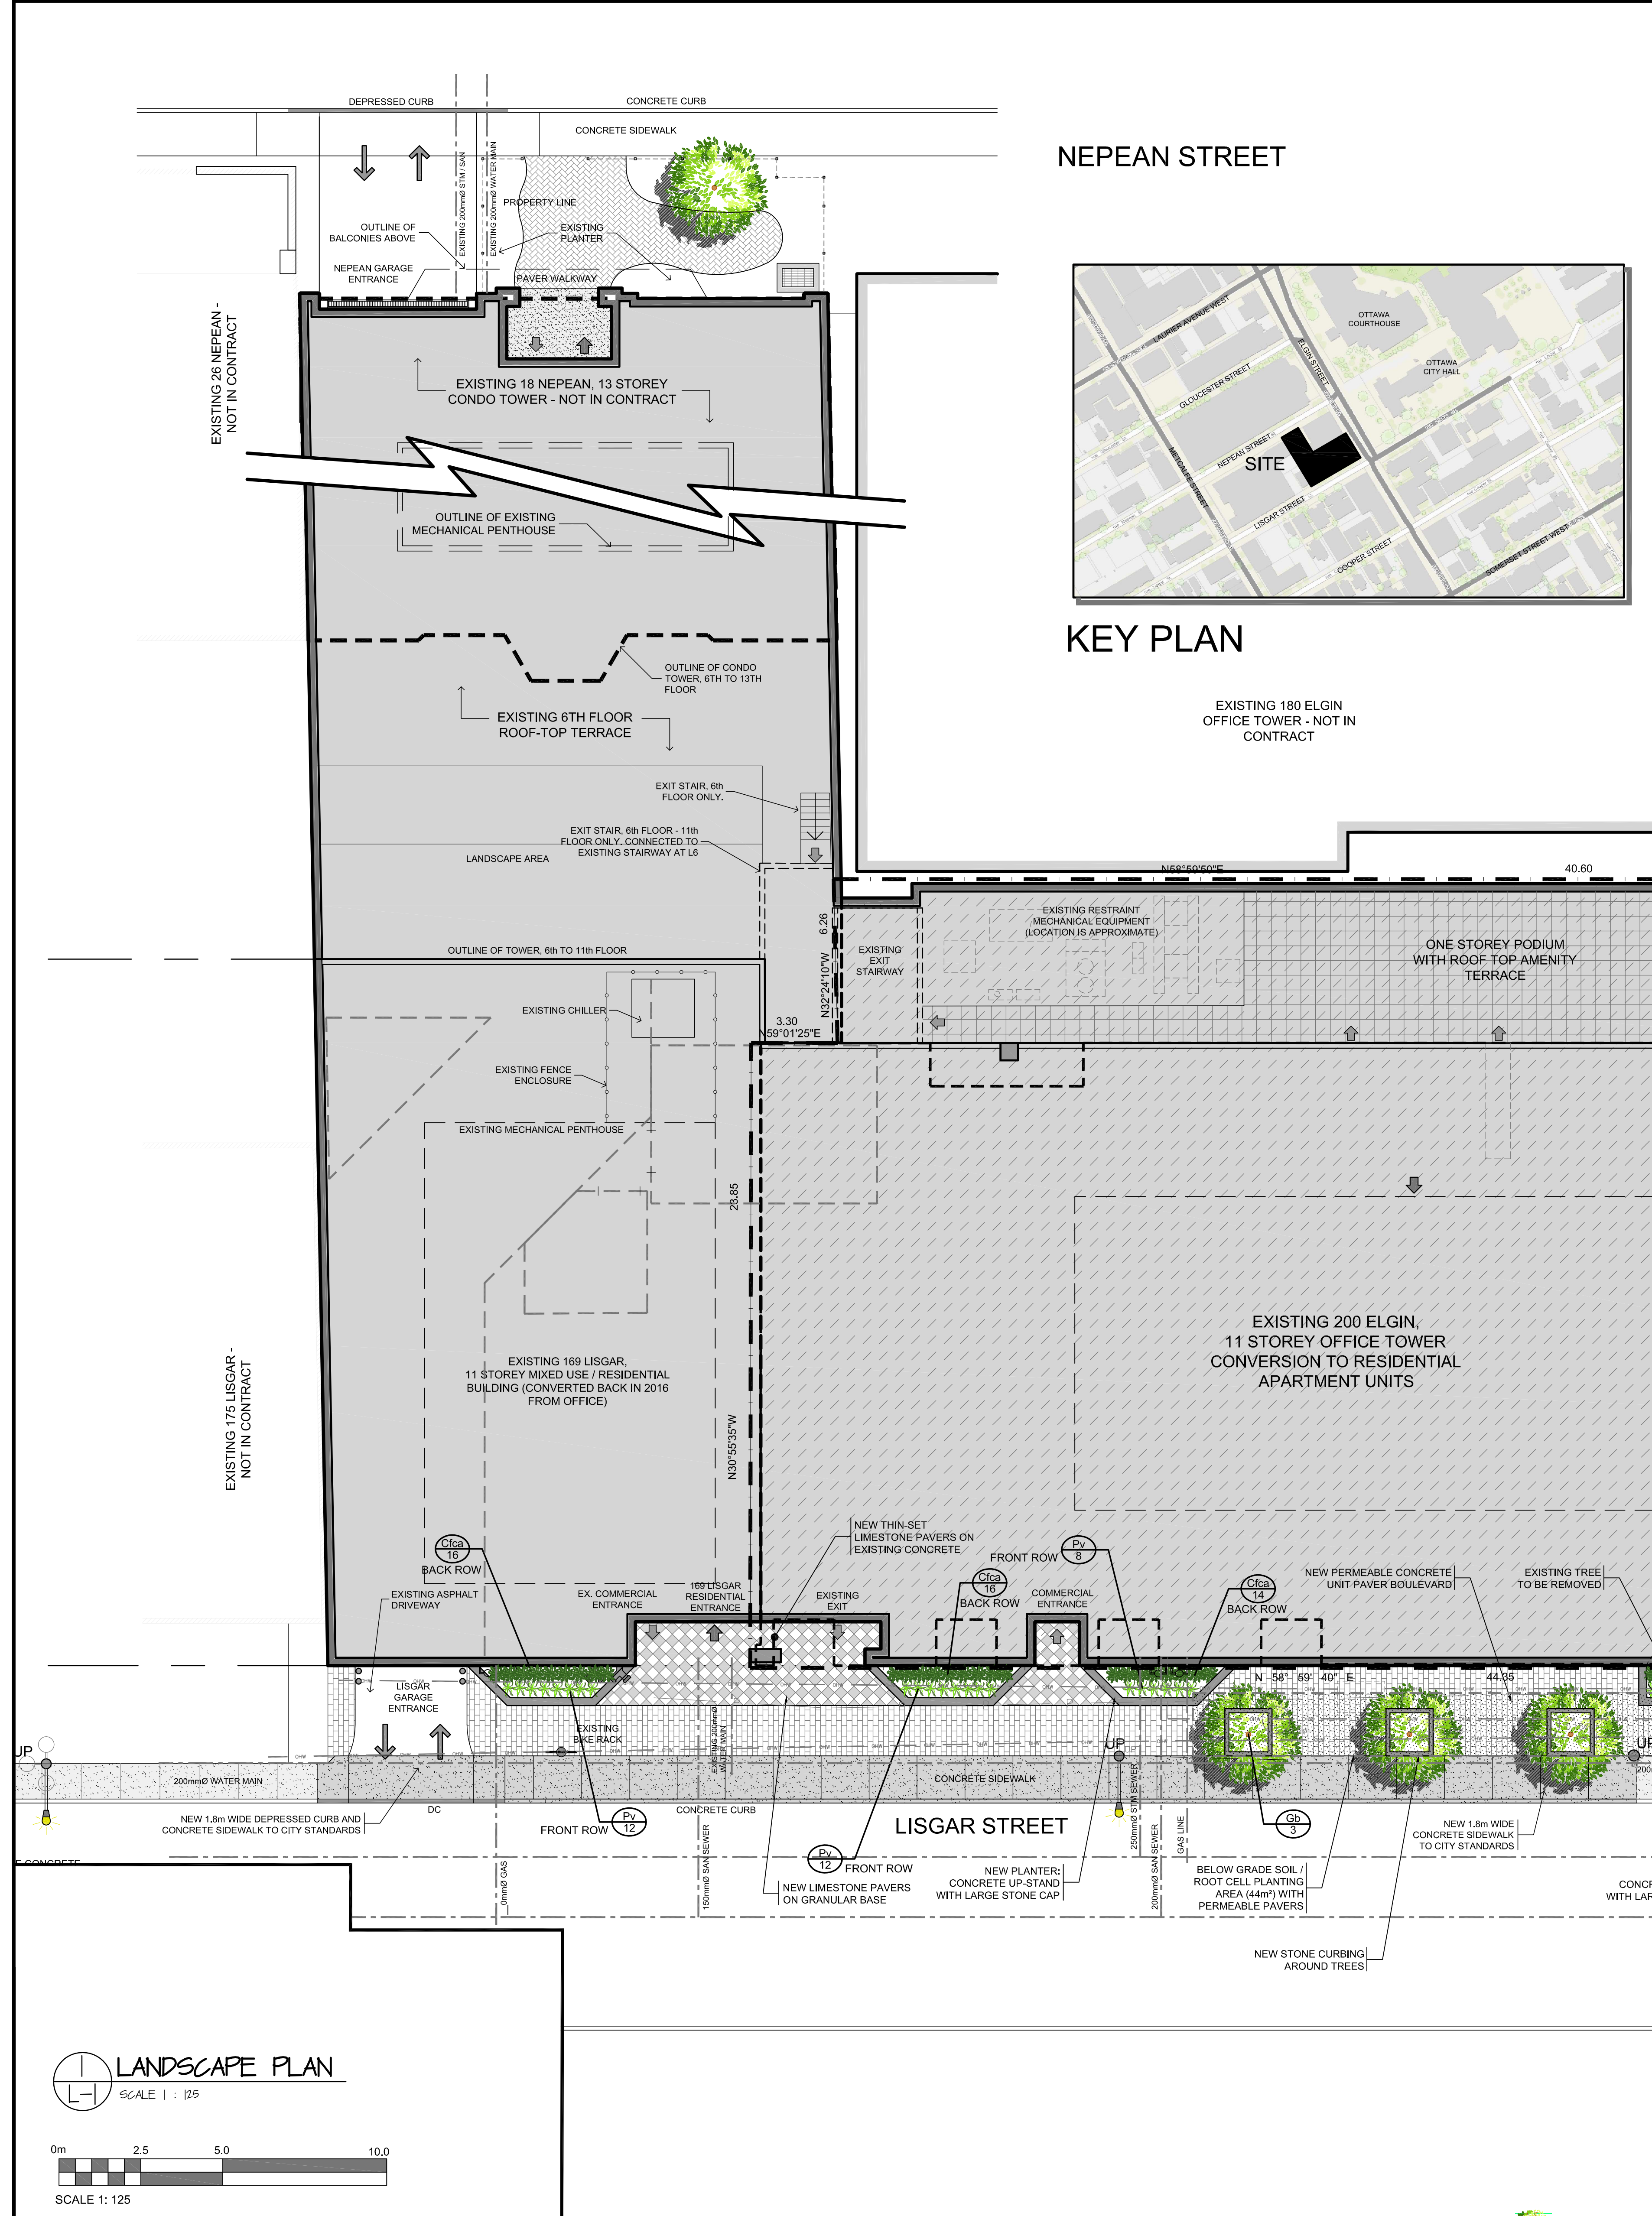 DEPRESSED CURB
CONCRETE CURB
CONCRETE SIDEWALK
EXISTING 200mmØ STM / SAN
EXISTING 200mmØ WATER MAIN
PROPERTY LINE
OUTLINE OF
BALCONIES ABOVE
EXISTING
PLANTER
NEPEAN GARAGE
ENTRANCE
PAVER WALKWAY
NEPEAN STREET
EXISTING 26 NEPEAN -
NOT IN CONTRACT
EXISTING 18 NEPEAN, 13 STOREY
CONDO TOWER - NOT IN CONTRACT
OUTLINE OF EXISTING
MECHANICAL PENTHOUSE
LAURIER AVENUE WEST
OTTAWA
COURTHOUSE
ELGIN STREET
OTTAWA
CITY HALL
GLOUCESTER STREET
NEPEAN STREET
SITE
METCALFE STREET
LISGAR STREET
COOPER STREET
SOMERSET STREET WEST
KEY PLAN
OUTLINE OF CONDO
TOWER, 6TH TO 13TH
FLOOR
EXISTING 6TH FLOOR
ROOF-TOP TERRACE
EXISTING 180 ELGIN
OFFICE TOWER - NOT IN
CONTRACT
EXIT STAIR, 6th
FLOOR ONLY.
EXIT STAIR, 6th FLOOR - 11th
FLOOR ONLY. CONNECTED TO
EXISTING STAIRWAY AT L6
LANDSCAPE AREA
N58°59'50"E
40.60
OUTLINE OF TOWER, 6th TO 11th FLOOR
6.26
N32°24'10"W
EXISTING
EXIT
STAIRWAY
EXISTING RESTRAINT
MECHANICAL EQUIPMENT
(LOCATION IS APPROXIMATE)
ONE STOREY PODIUM
WITH ROOF TOP AMENITY
TERRACE
EXISTING CHILLER
3.30
N59°01'25"E
EXISTING FENCE
ENCLOSURE
EXISTING MECHANICAL PENTHOUSE
23.85
N30°55'35"W
EXISTING 169 LISGAR,
11 STOREY MIXED USE / RESIDENTIAL
BUILDING (CONVERTED BACK IN 2016
FROM OFFICE)
EXISTING 200 ELGIN,
11 STOREY OFFICE TOWER
CONVERSION TO RESIDENTIAL
APARTMENT UNITS
EXISTING 175 LISGAR -
NOT IN CONTRACT
Cfca
16
BACK ROW
EXISTING ASPHALT
DRIVEWAY
EX. COMMERCIAL
ENTRANCE
169 LISGAR
RESIDENTIAL
ENTRANCE
NEW THIN-SET
LIMESTONE PAVERS ON
EXISTING CONCRETE
EXISTING
EXIT
FRONT ROW
Pv
8
Cfca
16
BACK ROW
COMMERCIAL
ENTRANCE
Cfca
14
BACK ROW
NEW PERMEABLE CONCRETE
UNIT PAVER BOULEVARD
EXISTING TREE
TO BE REMOVED
N 58° 59' 40" E
44.35
LISGAR
GARAGE
ENTRANCE
EXISTING
BIKE RACK
EXISTING 200mmØ
WATER MAIN
UP
UP
UP
200mmØ WATER MAIN
CONCRETE SIDEWALK
DC
CONCRETE CURB
NEW 1.8m WIDE DEPRESSED CURB AND
CONCRETE SIDEWALK TO CITY STANDARDS
FRONT ROW
Pv
12
LISGAR STREET
Pv
12
FRONT ROW
150mmØ SAN SEWER
250mmØ STM SEWER
200mmØ SAN SEWER
GAS LINE
Gb
3
NEW 1.8m WIDE
CONCRETE SIDEWALK
TO CITY STANDARDS
NEW LIMESTONE PAVERS
ON GRANULAR BASE
NEW PLANTER:
CONCRETE UP-STAND
WITH LARGE STONE CAP
BELOW GRADE SOIL /
ROOT CELL PLANTING
AREA (44m²) WITH
PERMEABLE PAVERS
_0mmØ GAS
NEW STONE CURBING
AROUND TREES
1
L-1
LANDSCAPE PLAN
SCALE 1 : 125
0m 2.5 5.0 10.0
SCALE 1: 125